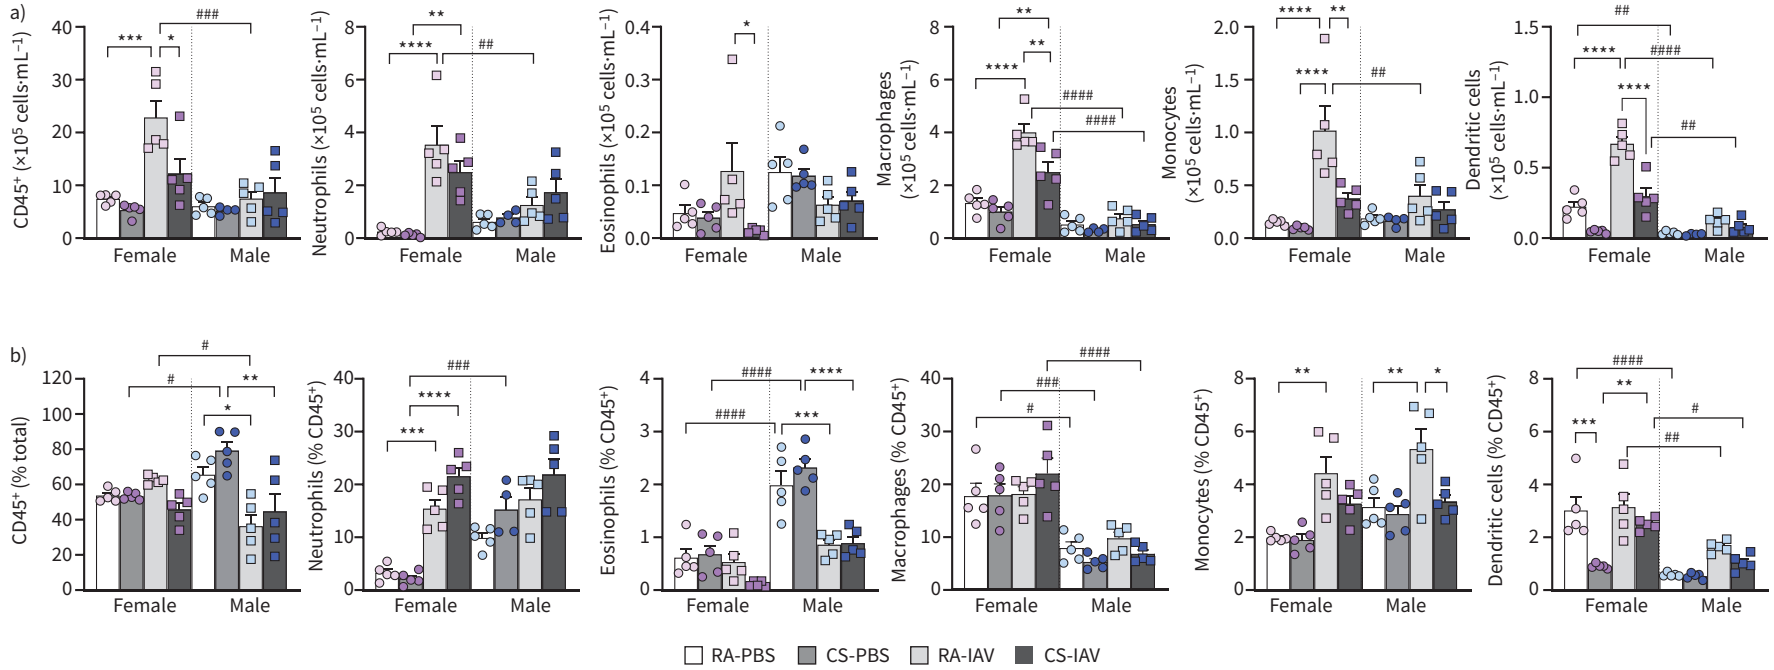 a)
CD45⁺ (×10⁵ cells·mL⁻¹)
40
30
20
10
0
***
*
###
Female
Male
Neutrophils (×10⁵ cells·mL⁻¹)
8
6
4
2
0
**
****
##
Female
Male
Eosinophils (×10⁵ cells·mL⁻¹)
0.4
0.3
0.2
0.1
0.0
*
Female
Male
Macrophages
(×10⁵ cells·mL⁻¹)
8
6
4
2
0
**
**
****
####
####
Female
Male
Monocytes
(×10⁵ cells·mL⁻¹)
2.0
1.5
1.0
0.5
0.0
****
**
****
##
Female
Male
Dendritic cells
(×10⁵ cells·mL⁻¹)
1.5
1.0
0.5
0.0
##
****
####
****
##
Female
Male
b)
CD45⁺ (% total)
120
100
80
60
40
20
0
#
#
**
*
Female
Male
Neutrophils (% CD45⁺)
40
30
20
10
0
###
****
***
Female
Male
Eosinophils (% CD45⁺)
4
3
2
1
0
####
****
####
***
Female
Male
Macrophages (% CD45⁺)
40
30
20
10
0
####
###
#
Female
Male
Monocytes (% CD45⁺)
8
6
4
2
0
**
**
*
Female
Male
Dendritic cells (% CD45⁺)
8
6
4
2
0
####
**
***
#
##
Female
Male
RA-PBS
CS-PBS
RA-IAV
CS-IAV